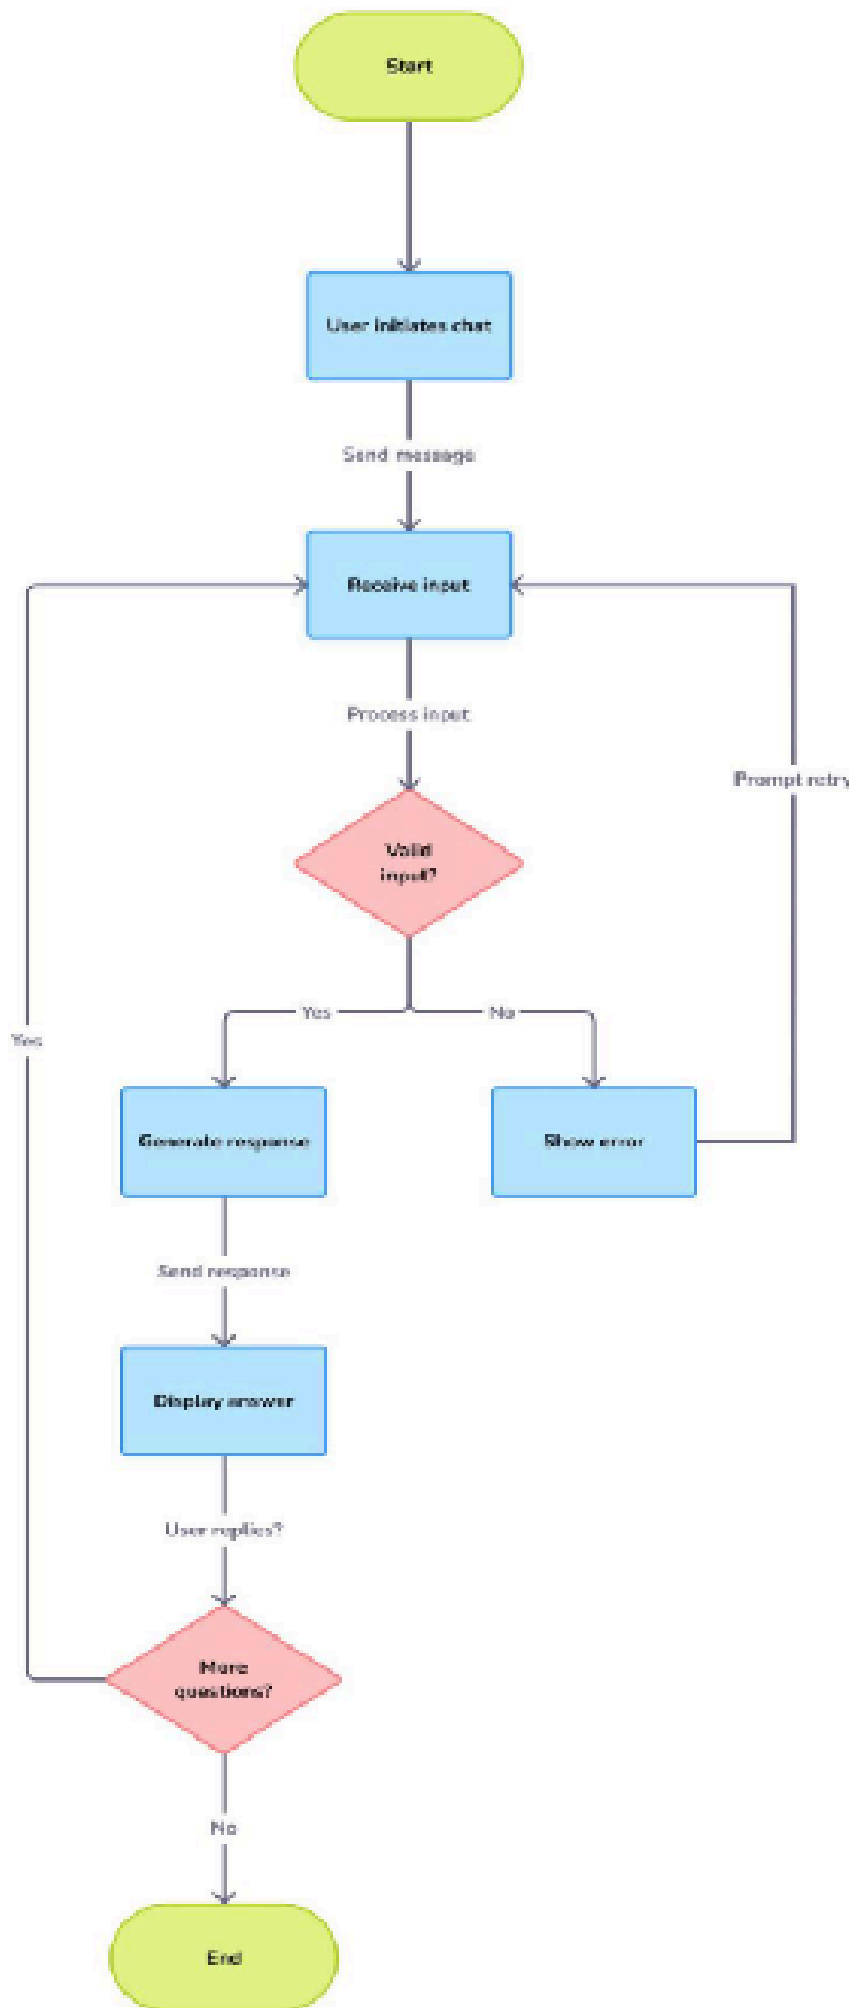 Start
User initiates chat
Send message
Receive input
Process input
Prompt retry
Valid
input?
Yes
No
Yes
Generate response
Show error
Send response
Display answer
User replies?
More
questions?
No
End